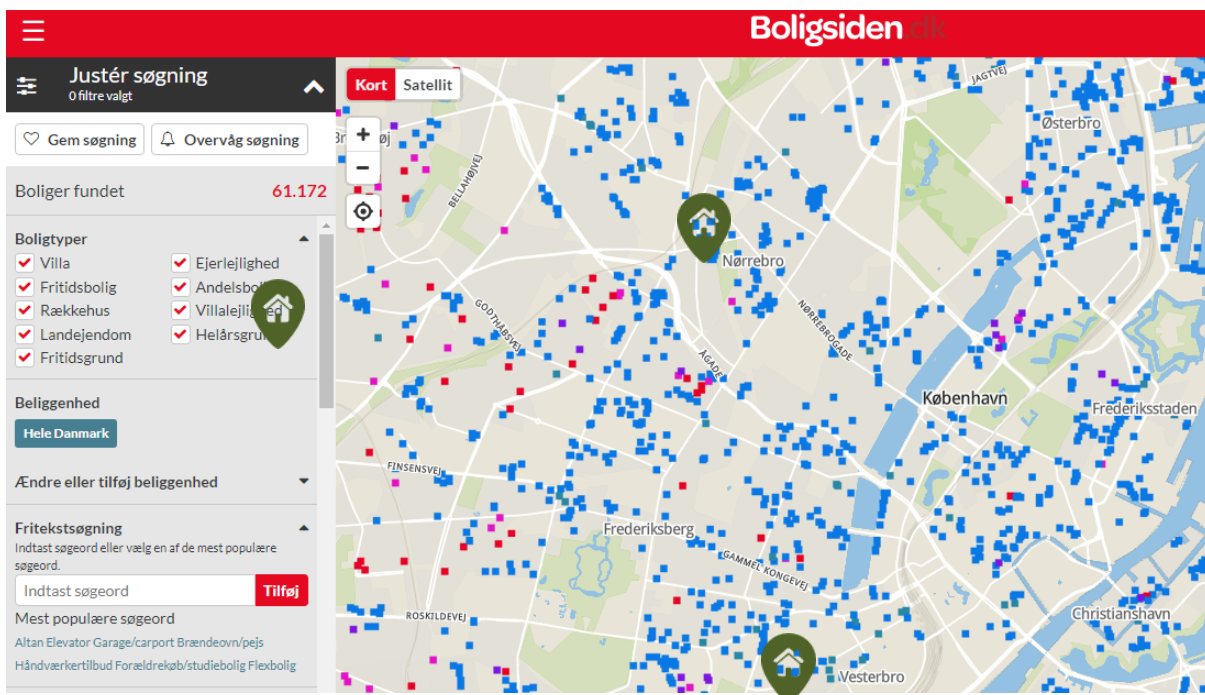 Boligsiden.dk
Justér søgning
0 filtre valgt
Gem søgning
Overvåg søgning
Boliger fundet 61.172
Boligtyper
Villa
Ejerlejlighed
Fritidsbolig
Rækkehus
Landejendom
Fritidsgrund
Beliggenhed
Hele Danmark
Ændre eller tilføj beliggenhed
Fritekstsøgning
Indtast søgeord eller vælg en af de mest populære
søgeord.
Indtast søgeord
Tilføj
Mest populære søgeord
Altan Elevator Garage/carport Brændeovn/pejs
Håndværkertilbud Forældrekøb/studiebolig Flexbolig
Kort
Satellit
+
−
JAGTVEJ
Østerbro
BELLAHØJVEJ
Nørrebro
GODTHÅBSVEJ
NØRREBROGADE
ÅGADE
København
Frederiksstaden
FINSENSVEJ
Frederiksberg
GAMMEL KONGEVEJ
ROSKILDEVEJ
Christianshavn
Vesterbro